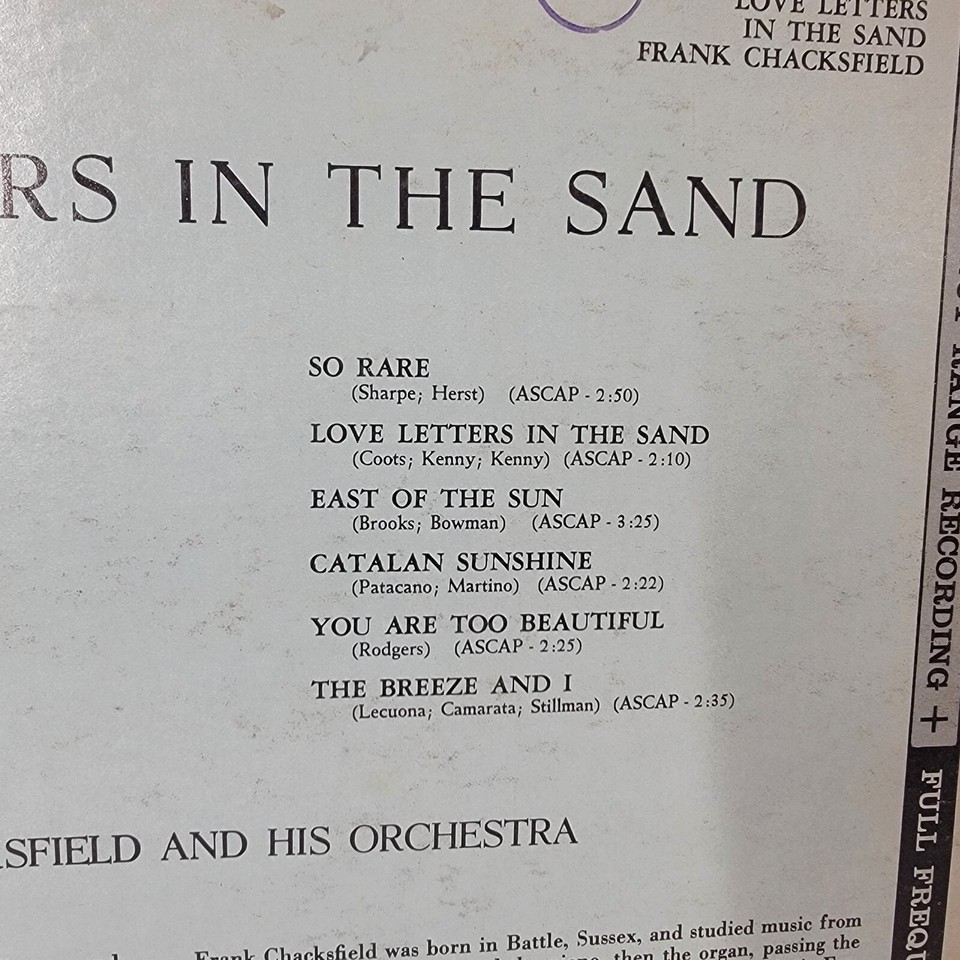 LOVE LETTERS
IN THE SAND
FRANK CHACKSFIELD
RS IN THE SAND
SO RARE
(Sharpe; Herst) (ASCAP - 2:50)
LOVE LETTERS IN THE SAND
(Coots; Kenny; Kenny) (ASCAP - 2:10)
EAST OF THE SUN
(Brooks; Bowman) (ASCAP - 3:25)
CATALAN SUNSHINE
(Patacano; Martino) (ASCAP - 2:22)
YOU ARE TOO BEAUTIFUL
(Rodgers) (ASCAP - 2:25)
THE BREEZE AND I
(Lecuona; Camarata; Stillman) (ASCAP - 2:35)
SFIELD AND HIS ORCHESTRA
Frank Chacksfield was born in Battle, Sussex, and studied music from
then the organ, passing the
RANGE RECORDING + FULL FREQU